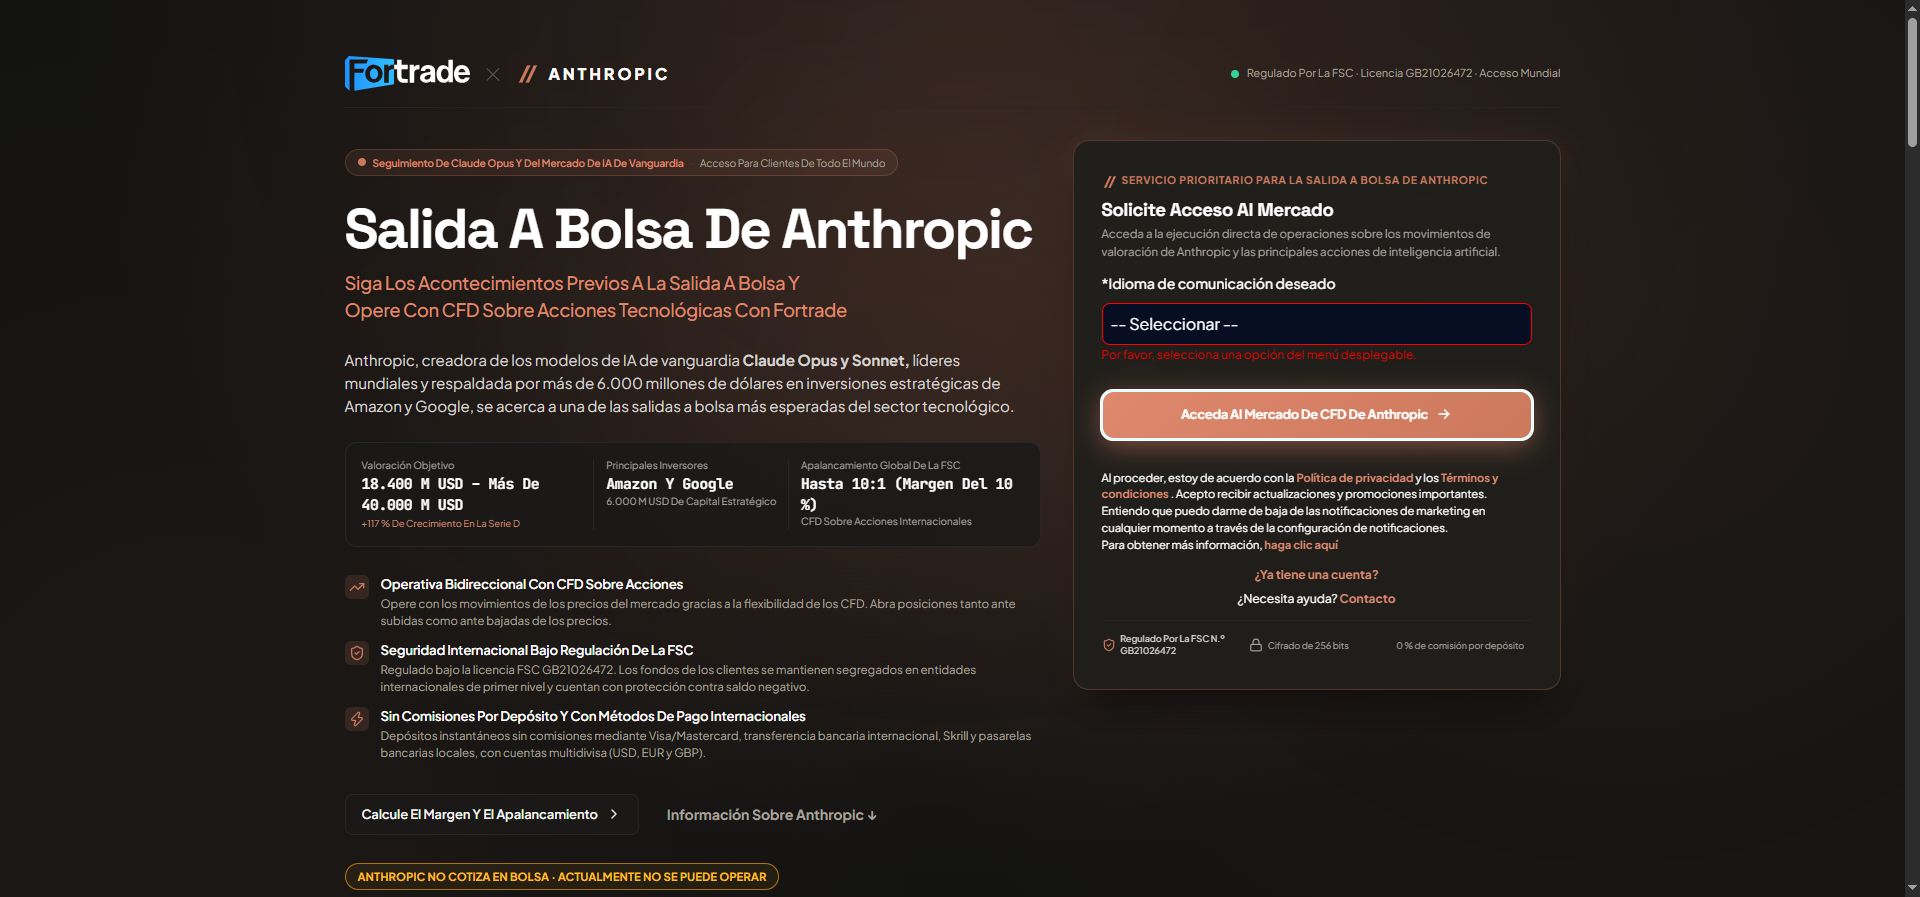 Fortrade × // ANTHROPIC
Regulado Por La FSC · Licencia GB21026472 · Acceso Mundial
Seguimiento De Claude Opus Y Del Mercado De IA De Vanguardia · Acceso Para Clientes De Todo El Mundo
Salida A Bolsa De Anthropic
Siga Los Acontecimientos Previos A La Salida A Bolsa Y
Opere Con CFD Sobre Acciones Tecnológicas Con Fortrade
Anthropic, creadora de los modelos de IA de vanguardia Claude Opus y Sonnet, líderes
mundiales y respaldada por más de 6.000 millones de dólares en inversiones estratégicas de
Amazon y Google, se acerca a una de las salidas a bolsa más esperadas del sector tecnológico.
Valoración Objetivo
18.400 M USD – Más De
40.000 M USD
+117 % De Crecimiento En La Serie D
Principales Inversores
Amazon Y Google
6.000 M USD De Capital Estratégico
Apalancamiento Global De La FSC
Hasta 10:1 (Margen Del 10
%)
CFD Sobre Acciones Internacionales
Operativa Bidireccional Con CFD Sobre Acciones
Opere con los movimientos de los precios del mercado gracias a la flexibilidad de los CFD. Abra posiciones tanto ante
subidas como ante bajadas de los precios.
Seguridad Internacional Bajo Regulación De La FSC
Regulado bajo la licencia FSC GB21026472. Los fondos de los clientes se mantienen segregados en entidades
internacionales de primer nivel y cuentan con protección contra saldo negativo.
Sin Comisiones Por Depósito Y Con Métodos De Pago Internacionales
Depósitos instantáneos sin comisiones mediante Visa/Mastercard, transferencia bancaria internacional, Skrill y pasarelas
bancarias locales, con cuentas multidivisa (USD, EUR y GBP).
Calcule El Margen Y El Apalancamiento
Información Sobre Anthropic ↓
ANTHROPIC NO COTIZA EN BOLSA · ACTUALMENTE NO SE PUEDE OPERAR
// SERVICIO PRIORITARIO PARA LA SALIDA A BOLSA DE ANTHROPIC
Solicite Acceso Al Mercado
Acceda a la ejecución directa de operaciones sobre los movimientos de
valoración de Anthropic y las principales acciones de inteligencia artificial.
*Idioma de comunicación deseado
-- Seleccionar --
Por favor, selecciona una opción del menú desplegable.
Acceda Al Mercado De CFD De Anthropic →
Al proceder, estoy de acuerdo con la Política de privacidad y los Términos y
condiciones . Acepto recibir actualizaciones y promociones importantes.
Entiendo que puedo darme de baja de las notificaciones de marketing en
cualquier momento a través de la configuración de notificaciones.
Para obtener más información, haga clic aquí
¿Ya tiene una cuenta?
¿Necesita ayuda? Contacto
Regulado Por La FSC N.º
GB21026472
Cifrado de 256 bits
0 % de comisión por depósito